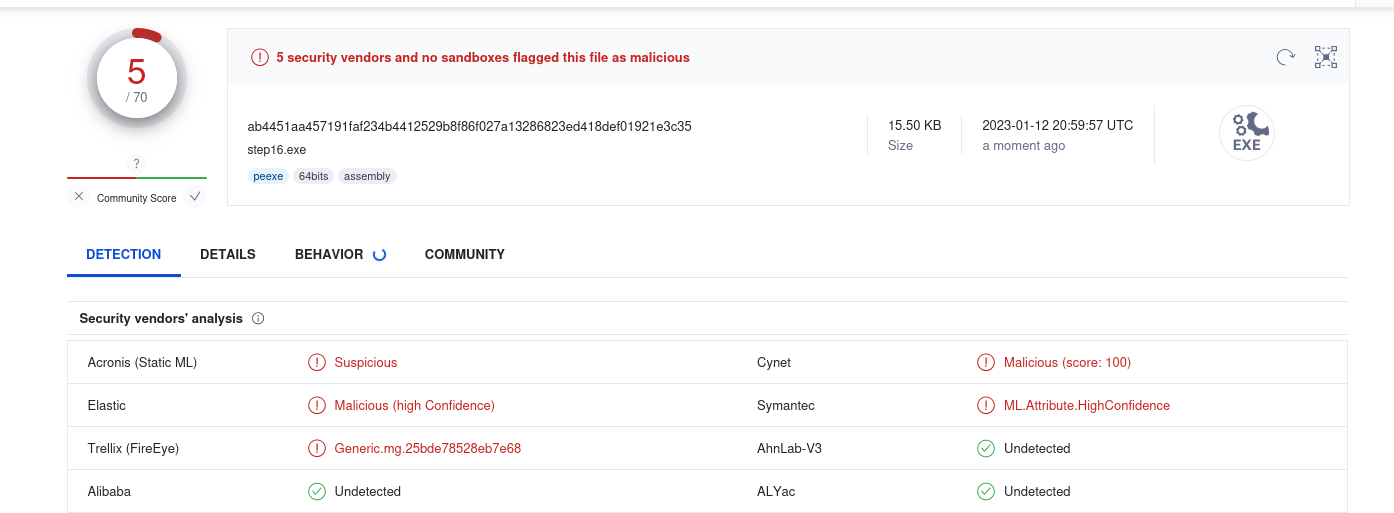 5
/ 70
?
Community Score
5 security vendors and no sandboxes flagged this file as malicious
ab4451aa457191faf234b4412529b8f86f027a13286823ed418def01921e3c35
step16.exe
peexe 64bits assembly
15.50 KB
Size
2023-01-12 20:59:57 UTC
a moment ago
EXE
DETECTION DETAILS BEHAVIOR COMMUNITY
Security vendors' analysis
Acronis (Static ML) Suspicious Cynet Malicious (score: 100)
Elastic Malicious (high Confidence) Symantec ML.Attribute.HighConfidence
Trellix (FireEye) Generic.mg.25bde78528eb7e68 AhnLab-V3 Undetected
Alibaba Undetected ALYac Undetected